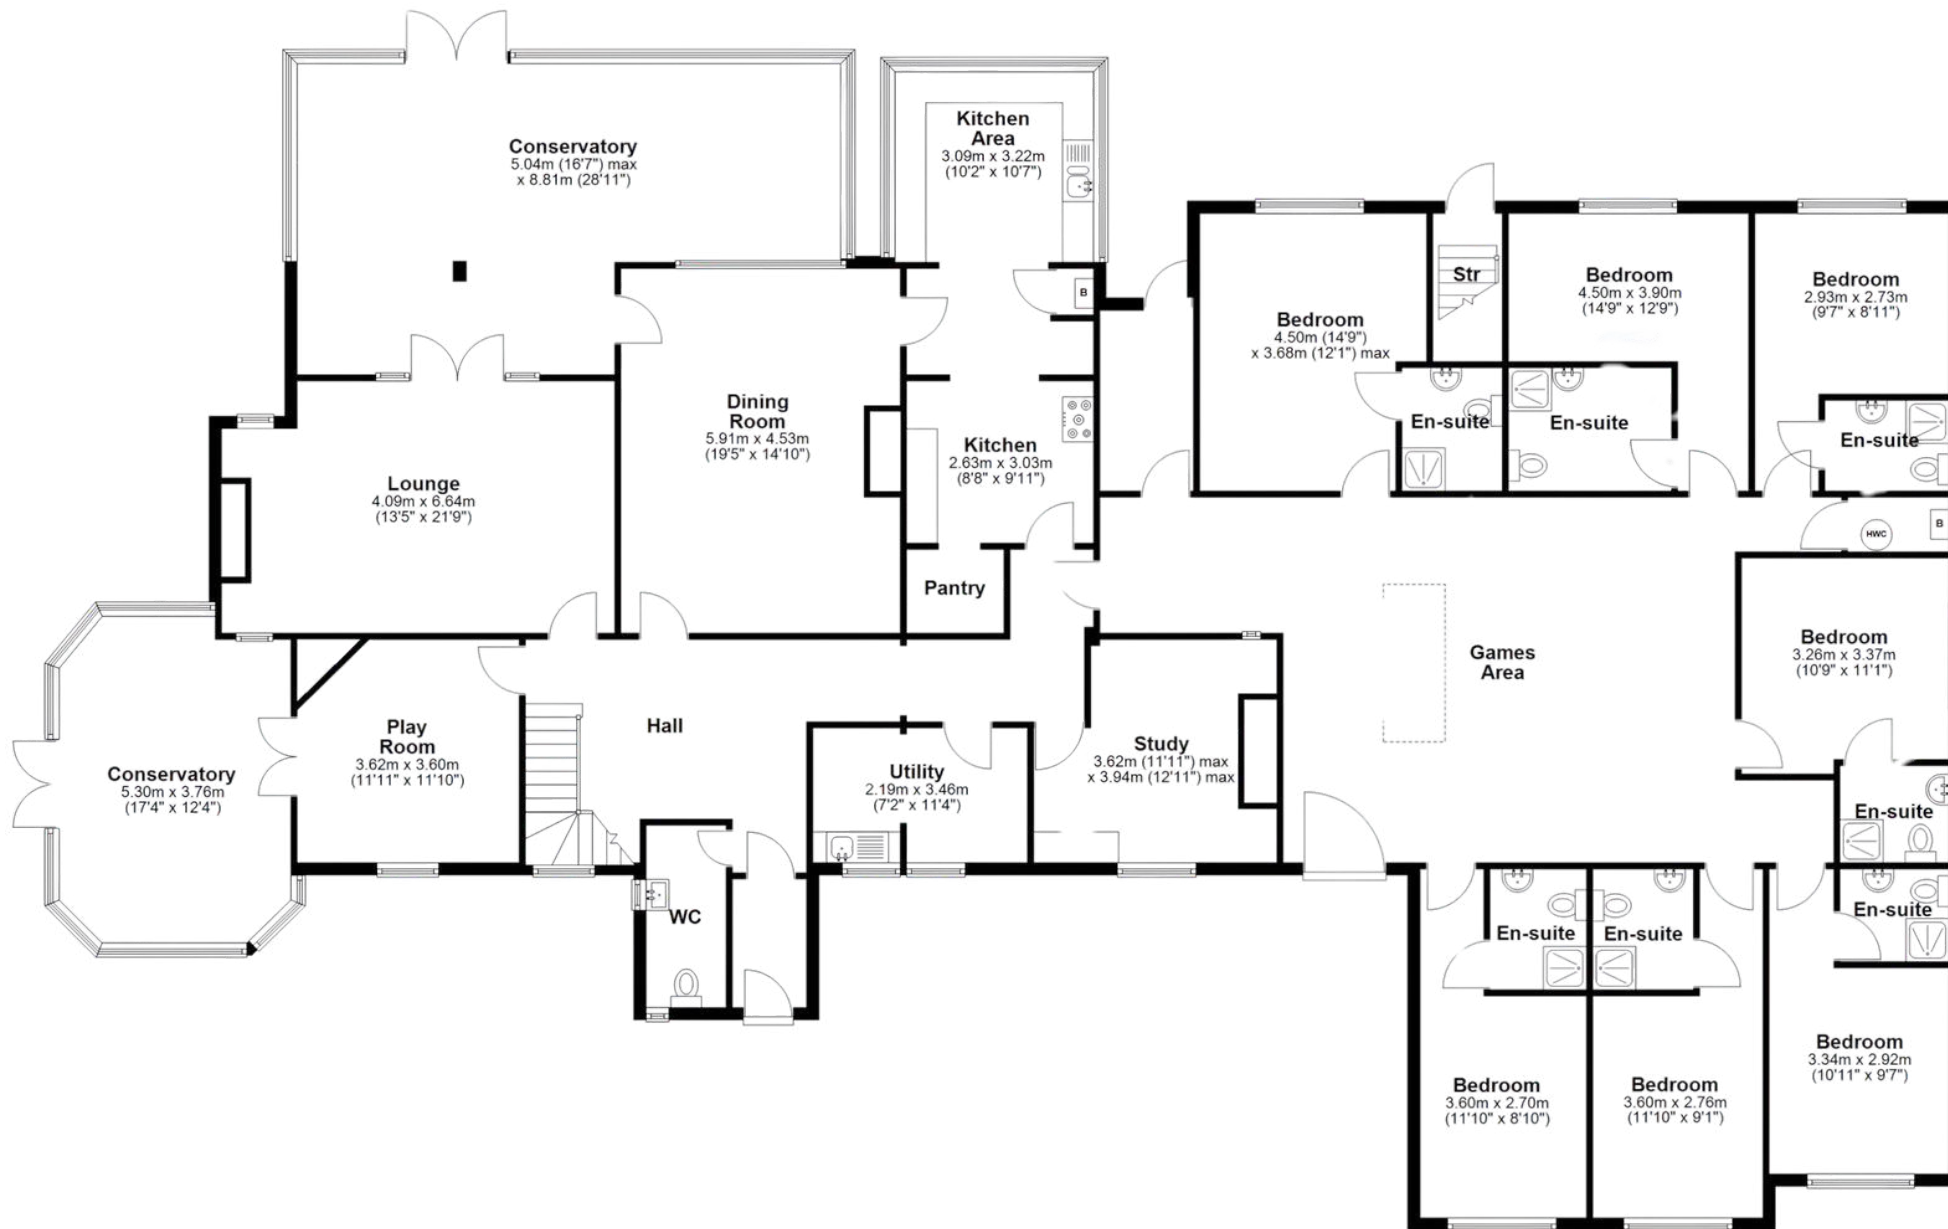 Conservatory
5.04m (16'7") max
x 8.81m (28'11")
Kitchen
Area
3.09m x 3.22m
(10'2" x 10'7")
B
Bedroom
4.50m (14'9")
x 3.68m (12'1") max
Str
Bedroom
4.50m x 3.90m
(14'9" x 12'9")
Bedroom
2.93m x 2.73m
(9'7" x 8'11")
Dining
Room
5.91m x 4.53m
(19'5" x 14'10")
Kitchen
2.63m x 3.03m
(8'8" x 9'11")
En-suite
En-suite
En-suite
Lounge
4.09m x 6.64m
(13'5" x 21'9")
HWC
B
Pantry
Games
Area
Bedroom
3.26m x 3.37m
(10'9" x 11'1")
Conservatory
5.30m x 3.76m
(17'4" x 12'4")
Play
Room
3.62m x 3.60m
(11'11" x 11'10")
Hall
Utility
2.19m x 3.46m
(7'2" x 11'4")
Study
3.62m (11'11") max
x 3.94m (12'11") max
En-suite
WC
En-suite
En-suite
En-suite
Bedroom
3.60m x 2.70m
(11'10" x 8'10")
Bedroom
3.60m x 2.76m
(11'10" x 9'1")
Bedroom
3.34m x 2.92m
(10'11" x 9'7")